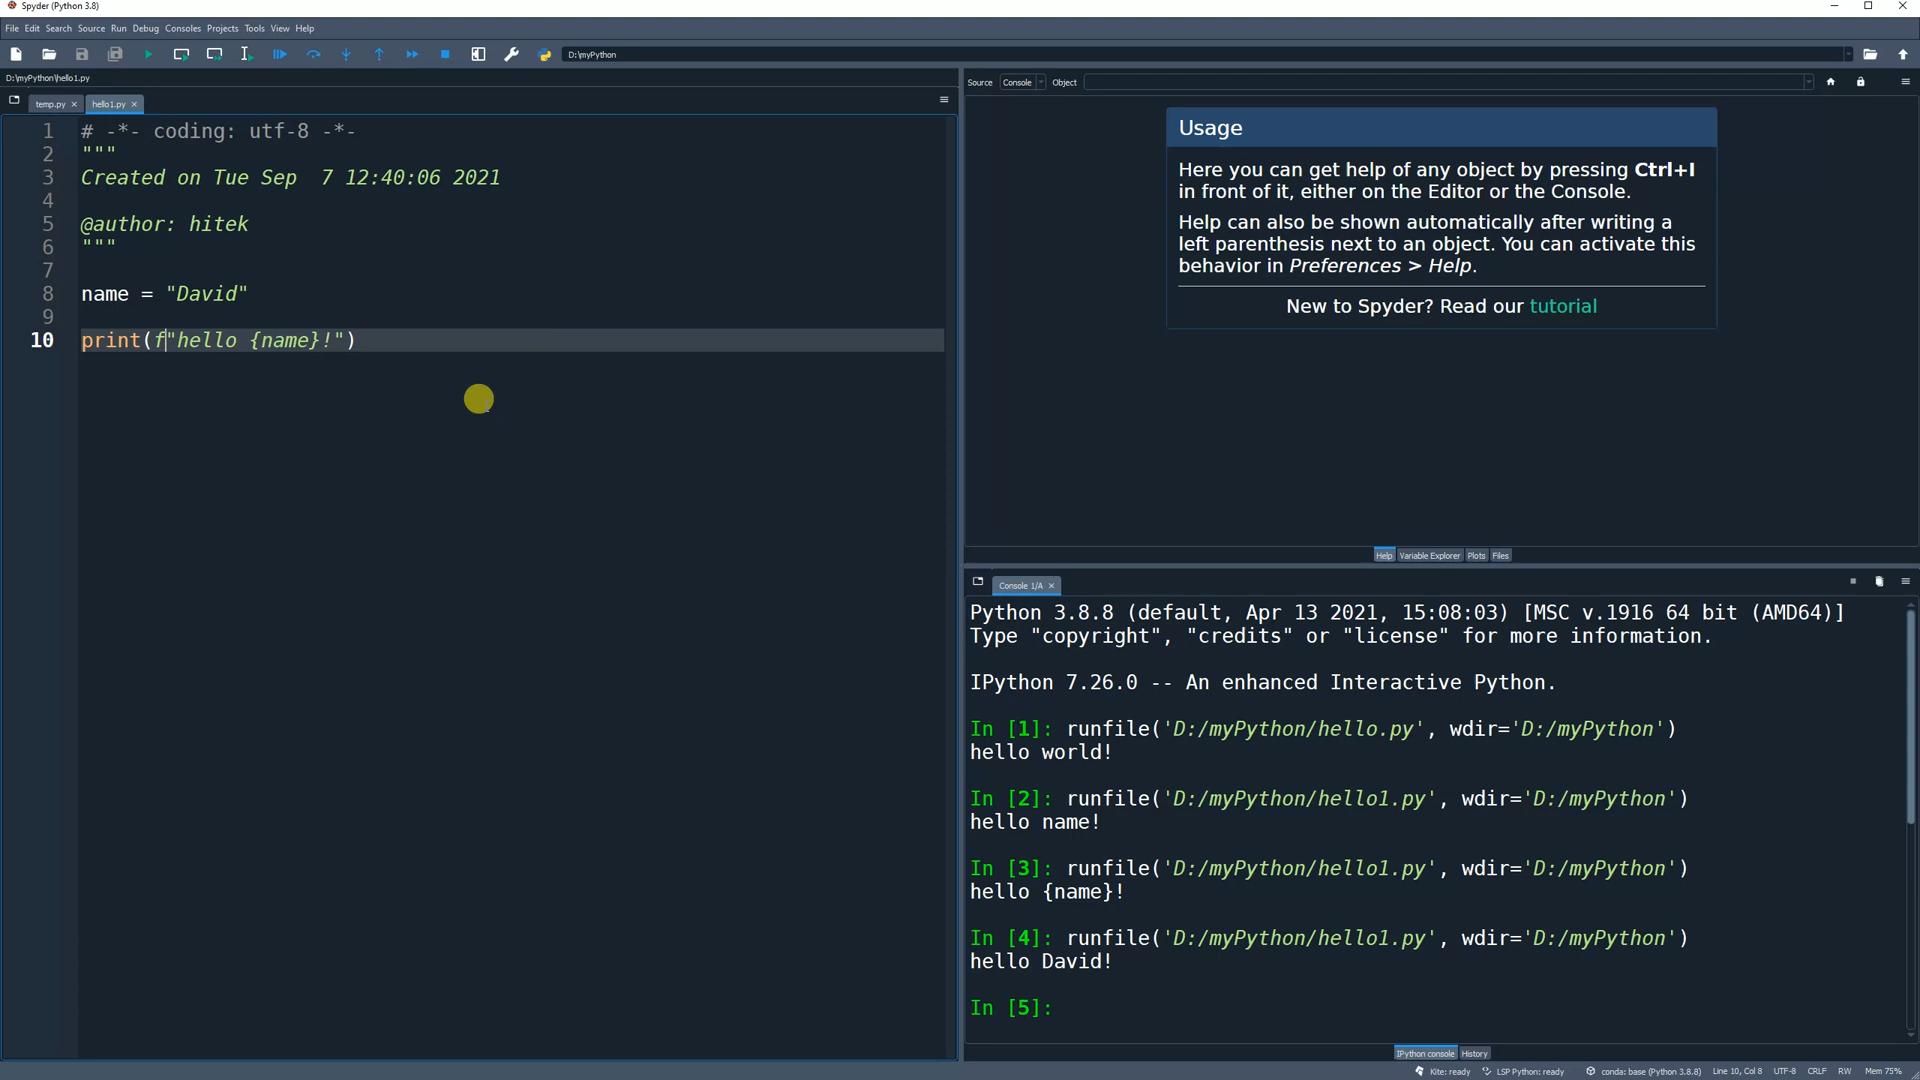 Spyder (Python 3.8)
File Edit Search Source Run Debug Consoles Projects Tools View Help
D:\myPython
D:\myPython\hello1.py
temp.py
hello1.py
1 # -*- coding: utf-8 -*-
2 """
3 Created on Tue Sep  7 12:40:06 2021
4
5 @author: hitek
6 """
7
8 name = "David"
9
10 print(f"hello {name}!")
Source Console Object
Usage
Here you can get help of any object by pressing Ctrl+I
in front of it, either on the Editor or the Console.
Help can also be shown automatically after writing a
left parenthesis next to an object. You can activate this
behavior in Preferences > Help.
New to Spyder? Read our tutorial
Help Variable Explorer Plots Files
Console 1/A
Python 3.8.8 (default, Apr 13 2021, 15:08:03) [MSC v.1916 64 bit (AMD64)]
Type "copyright", "credits" or "license" for more information.
IPython 7.26.0 -- An enhanced Interactive Python.
In [1]: runfile('D:/myPython/hello.py', wdir='D:/myPython')
hello world!
In [2]: runfile('D:/myPython/hello1.py', wdir='D:/myPython')
hello name!
In [3]: runfile('D:/myPython/hello1.py', wdir='D:/myPython')
hello {name}!
In [4]: runfile('D:/myPython/hello1.py', wdir='D:/myPython')
hello David!
In [5]:
IPython console History
Kite: ready LSP Python: ready conda: base (Python 3.8.8) Line 10, Col 8 UTF-8 CRLF RW Mem 75%